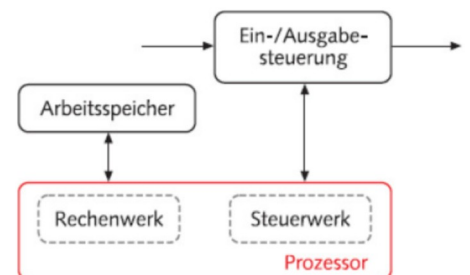 Ein-/Ausgabe-
steuerung
Arbeitsspeicher
Rechenwerk
Steuerwerk
Prozessor